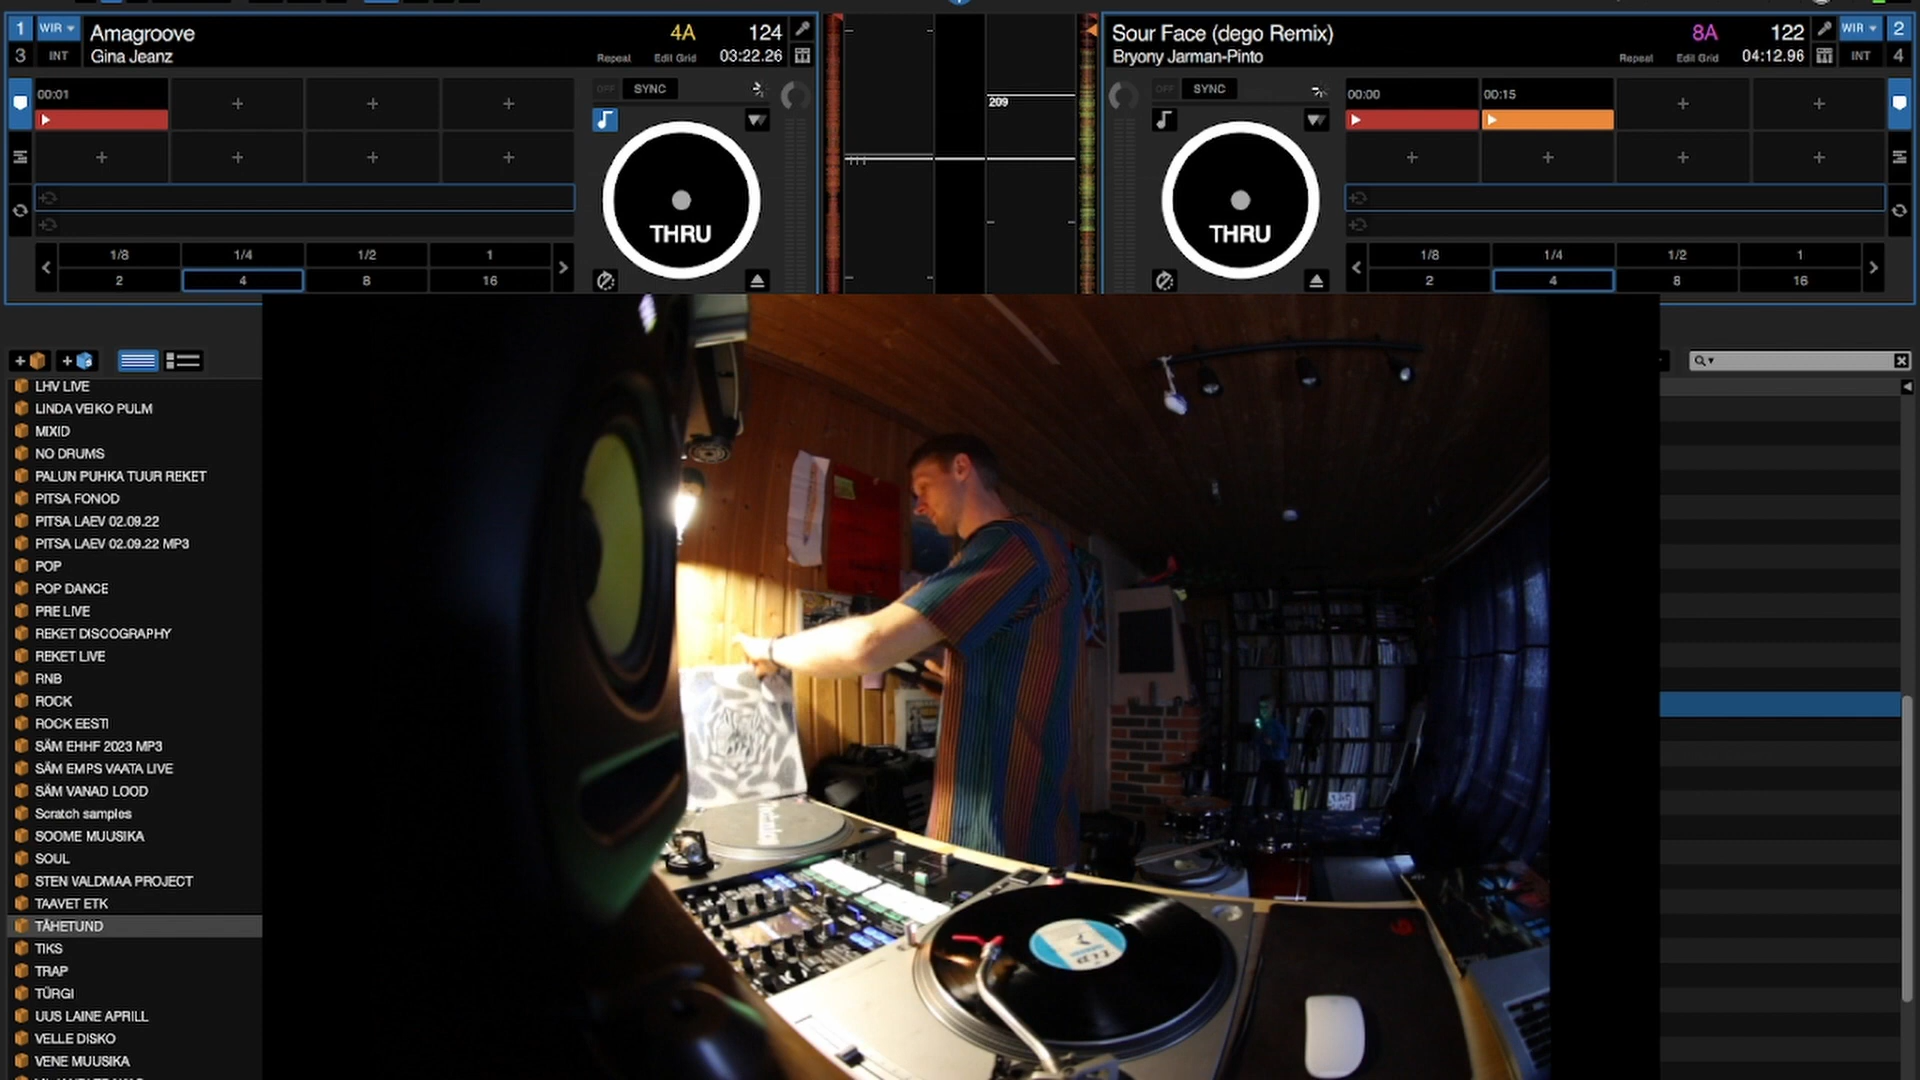 1 WIR Amagroove 4A 124
3 INT Gina Jeanz Repeat Edit Grid 03:22.26
Sour Face (dego Remix) 8A 122 WIR 2
Bryony Jarman-Pinto Repeat Edit Grid 04:12.96 INT 4
00:01 OFF SYNC
209
OFF SYNC 00:00 00:15
THRU
THRU
1/8 1/4 1/2 1
2 4 8 16
1/8 1/4 1/2 1
2 4 8 16
LHV LIVE
LINDA VEIKO PULM
MIXID
NO DRUMS
PALUN PUHKA TUUR REKET
PITSA FONOD
PITSA LAEV 02.09.22
PITSA LAEV 02.09.22 MP3
POP
POP DANCE
PRE LIVE
REKET DISCOGRAPHY
REKET LIVE
RNB
ROCK
ROCK EESTI
SÄM EHHF 2023 MP3
SÄM EMPS VAATA LIVE
SÄM VANAD LOOD
Scratch samples
SOOME MUUSIKA
SOUL
STEN VALDMAA PROJECT
TAAVET ETK
TÄHETUND
TIKS
TRAP
TÜRGI
UUS LAINE APRILL
VELLE DISKO
VENE MUUSIKA